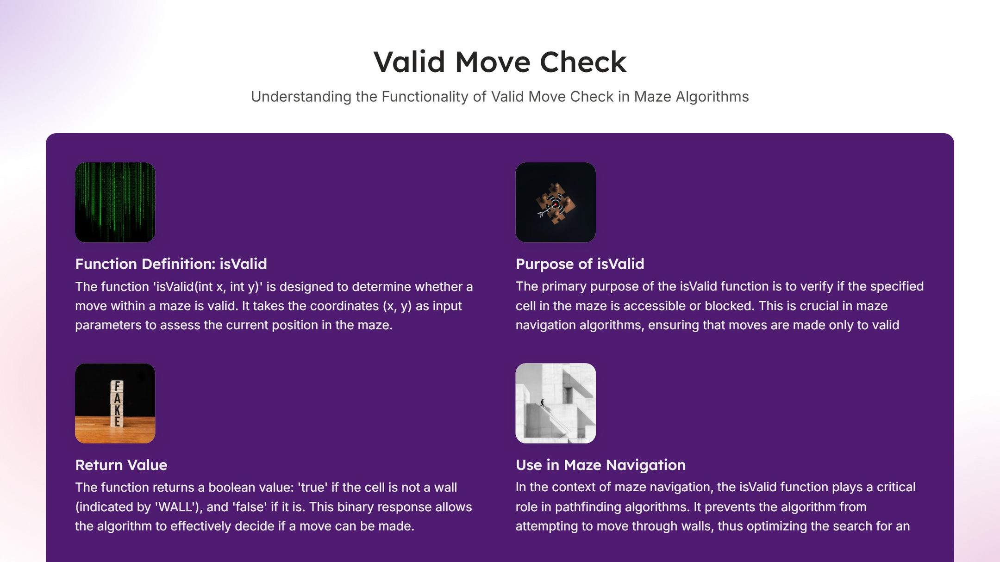 Valid Move Check
Understanding the Functionality of Valid Move Check in Maze Algorithms
Function Definition: isValid
The function 'isValid(int x, int y)' is designed to determine whether a
move within a maze is valid. It takes the coordinates (x, y) as input
parameters to assess the current position in the maze.
Purpose of isValid
The primary purpose of the isValid function is to verify if the specified
cell in the maze is accessible or blocked. This is crucial in maze
navigation algorithms, ensuring that moves are made only to valid
F
A
K
E
Return Value
The function returns a boolean value: 'true' if the cell is not a wall
(indicated by 'WALL'), and 'false' if it is. This binary response allows
the algorithm to effectively decide if a move can be made.
Use in Maze Navigation
In the context of maze navigation, the isValid function plays a critical
role in pathfinding algorithms. It prevents the algorithm from
attempting to move through walls, thus optimizing the search for an